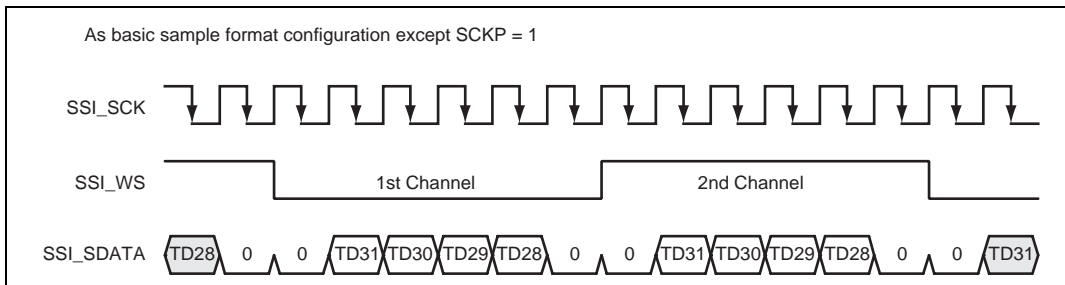 As basic sample format configuration except SCKP = 1
SSI_SCK
SSI_WS 1st Channel 2nd Channel
SSI_SDATA TD28 0 0 TD31 TD30 TD29 TD28 0 0 TD31 TD30 TD29 TD28 0 0 TD31